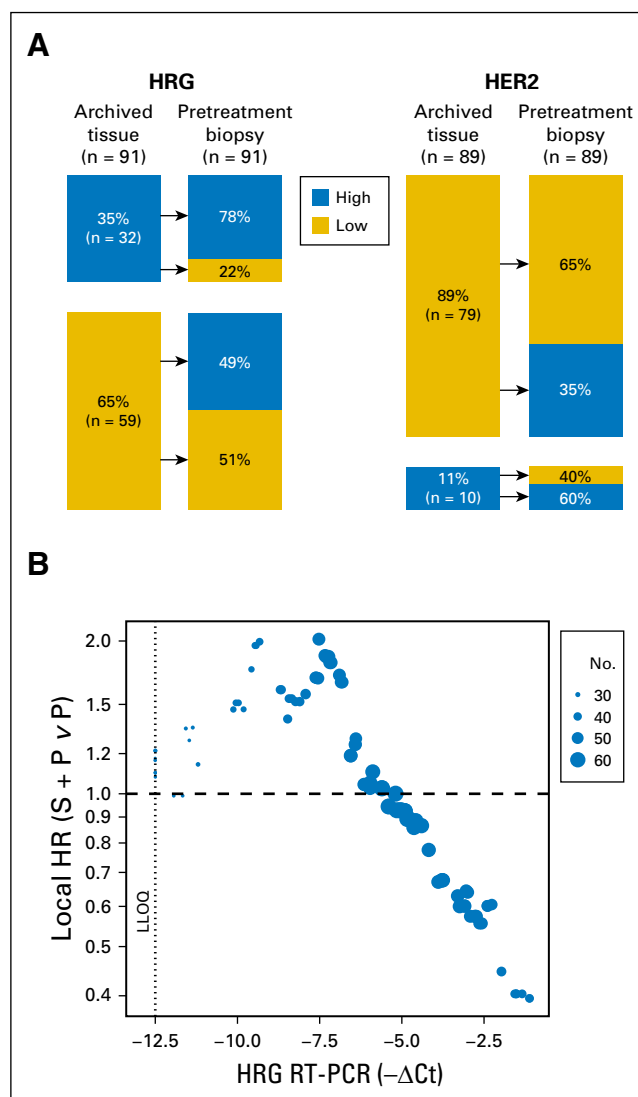 A
HRG
HER2
Archived
tissue
(n = 91)
Pretreatment
biopsy
(n = 91)
Archived
tissue
(n = 89)
Pretreatment
biopsy
(n = 89)
High
Low
35%
(n = 32)
78%
22%
65%
(n = 59)
49%
51%
89%
(n = 79)
65%
35%
11%
(n = 10)
40%
60%
B
Local HR (S + P v P)
2.0
1.5
1.2
1.0
0.9
0.8
0.7
0.6
0.5
0.4
LLOQ
−12.5
−10.0
−7.5
−5.0
−2.5
HRG RT-PCR (−ΔCt)
No.
30
40
50
60